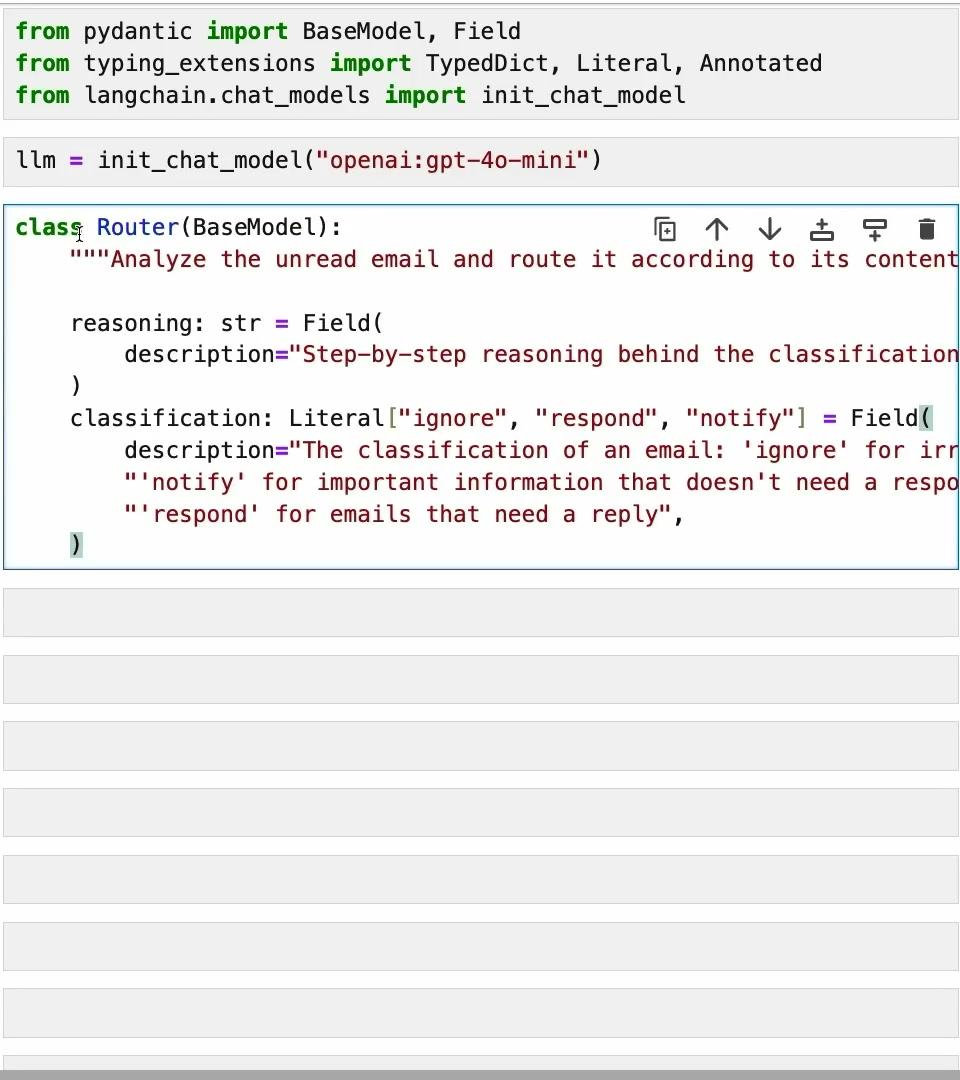 from pydantic import BaseModel, Field
from typing_extensions import TypedDict, Literal, Annotated
from langchain.chat_models import init_chat_model
llm = init_chat_model("openai:gpt-4o-mini")
class Router(BaseModel):
    """Analyze the unread email and route it according to its content
    reasoning: str = Field(
        description="Step-by-step reasoning behind the classification
    )
    classification: Literal["ignore", "respond", "notify"] = Field(
        description="The classification of an email: 'ignore' for irr
        "'notify' for important information that doesn't need a respo
        "'respond' for emails that need a reply",
    )